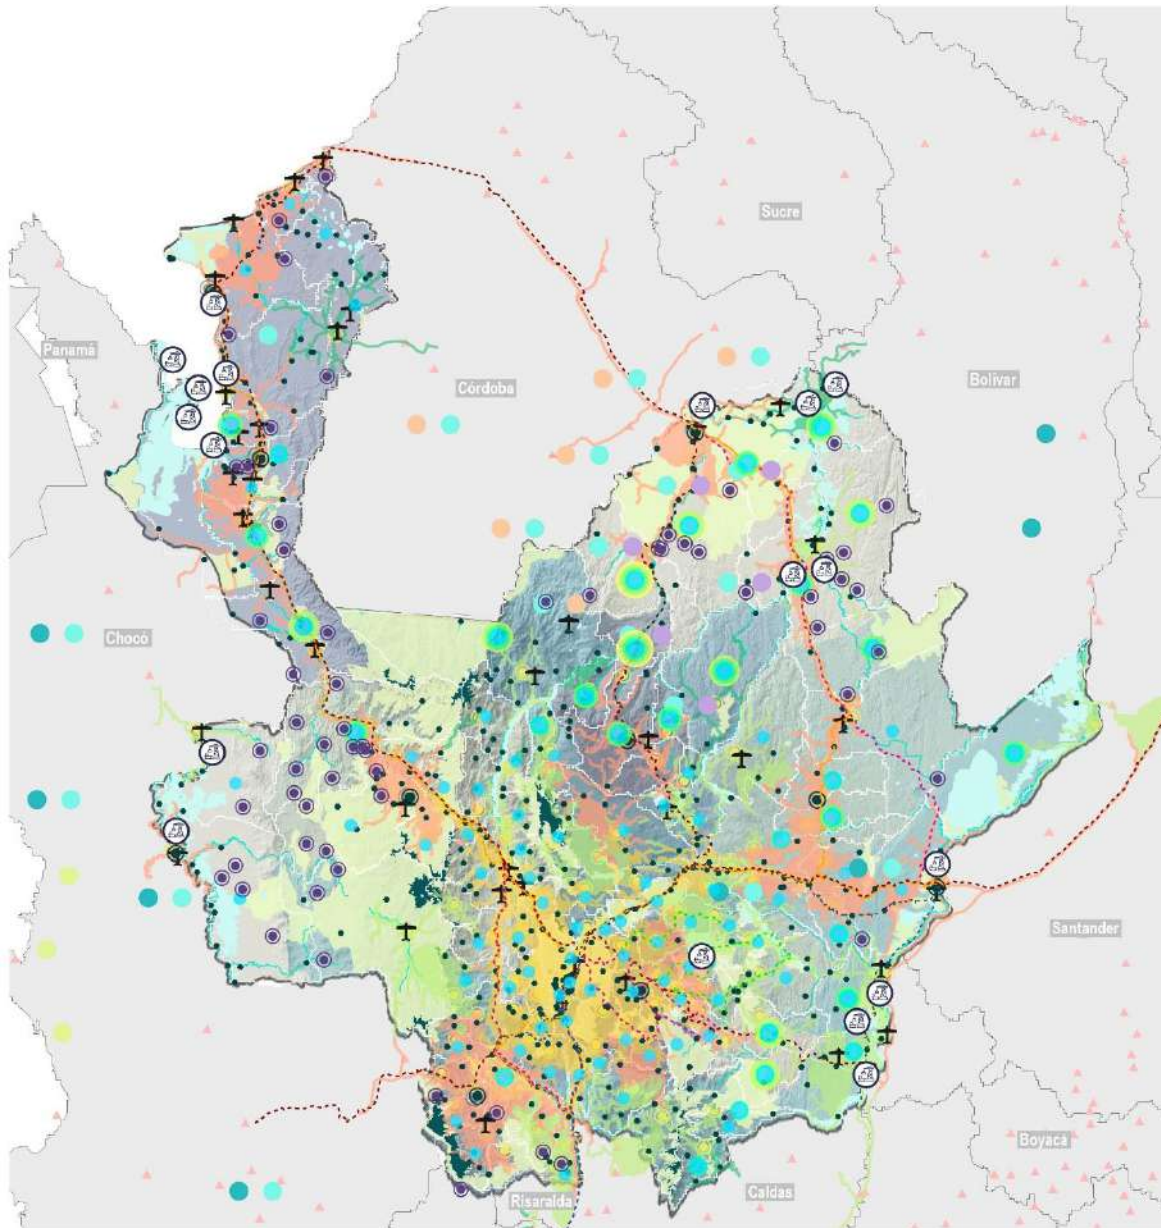 Sucre
Panamá
Córdoba
Bolívar
Chocó
Santander
Boyacá
Risaralda
Caldas